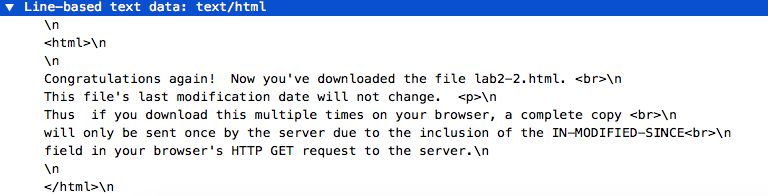 ▼ Line-based text data: text/html
\n
<html>\n
\n
Congratulations again!  Now you've downloaded the file lab2-2.html. <br>\n
This file's last modification date will not change.  <p>\n
Thus  if you download this multiple times on your browser, a complete copy <br>\n
will only be sent once by the server due to the inclusion of the IN-MODIFIED-SINCE<br>\n
field in your browser's HTTP GET request to the server.\n
\n
</html>\n